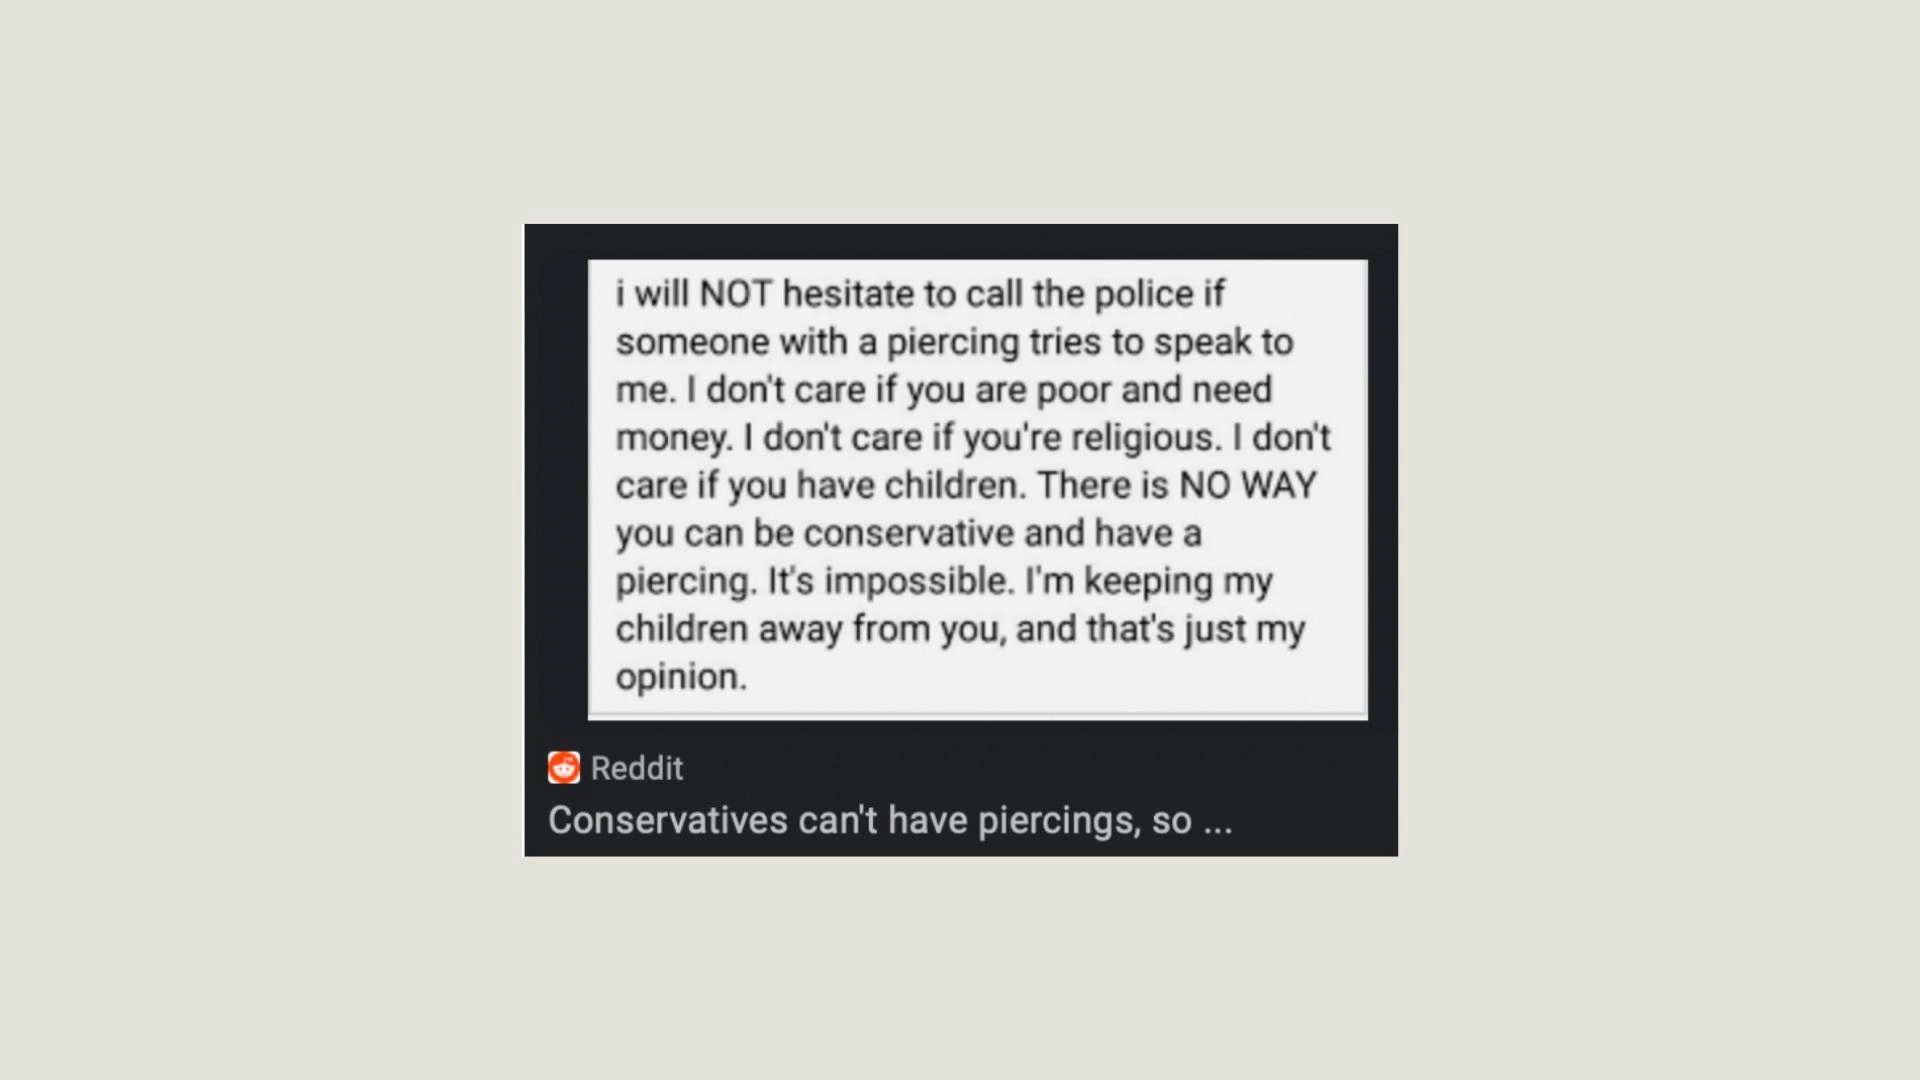 i will NOT hesitate to call the police if
someone with a piercing tries to speak to
me. I don't care if you are poor and need
money. I don't care if you're religious. I don't
care if you have children. There is NO WAY
you can be conservative and have a
piercing. It's impossible. I'm keeping my
children away from you, and that's just my
opinion.
Reddit
Conservatives can't have piercings, so ...